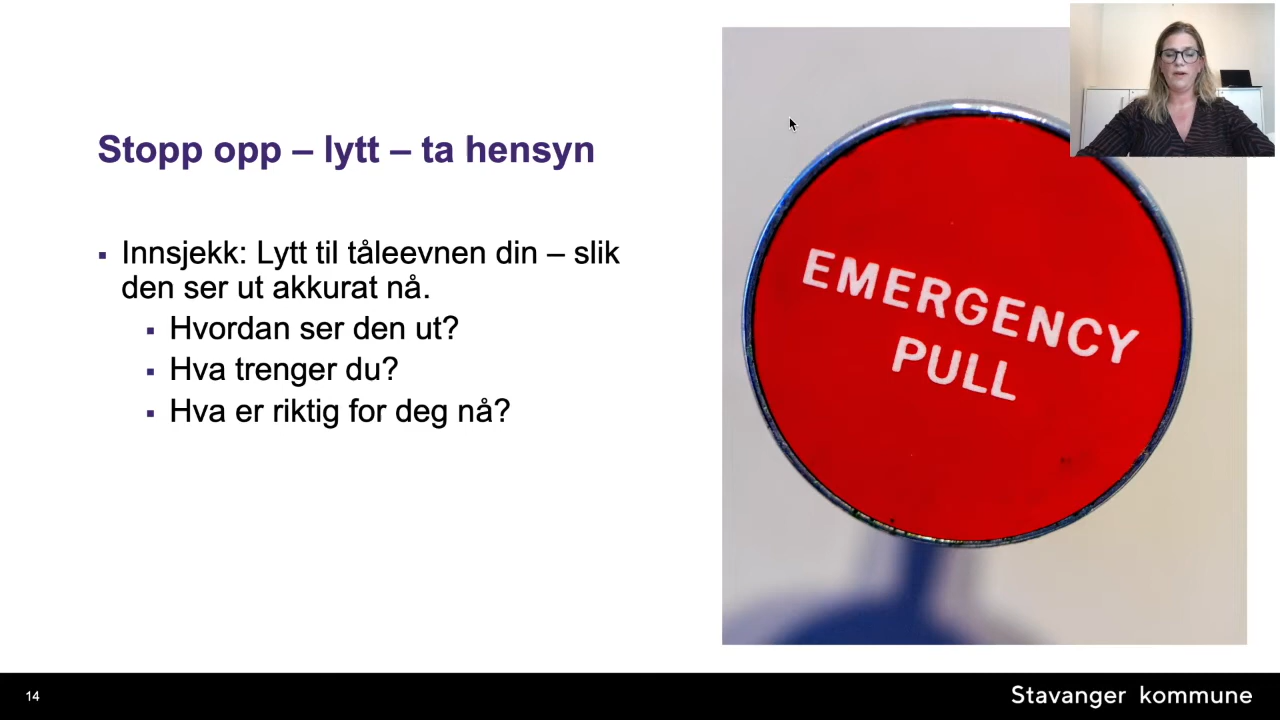 Stopp opp – lytt – ta hensyn
Innsjekk: Lytt til tåleevnen din – slik
den ser ut akkurat nå.
Hvordan ser den ut?
Hva trenger du?
Hva er riktig for deg nå?
EMERGENCY
PULL
14
Stavanger kommune